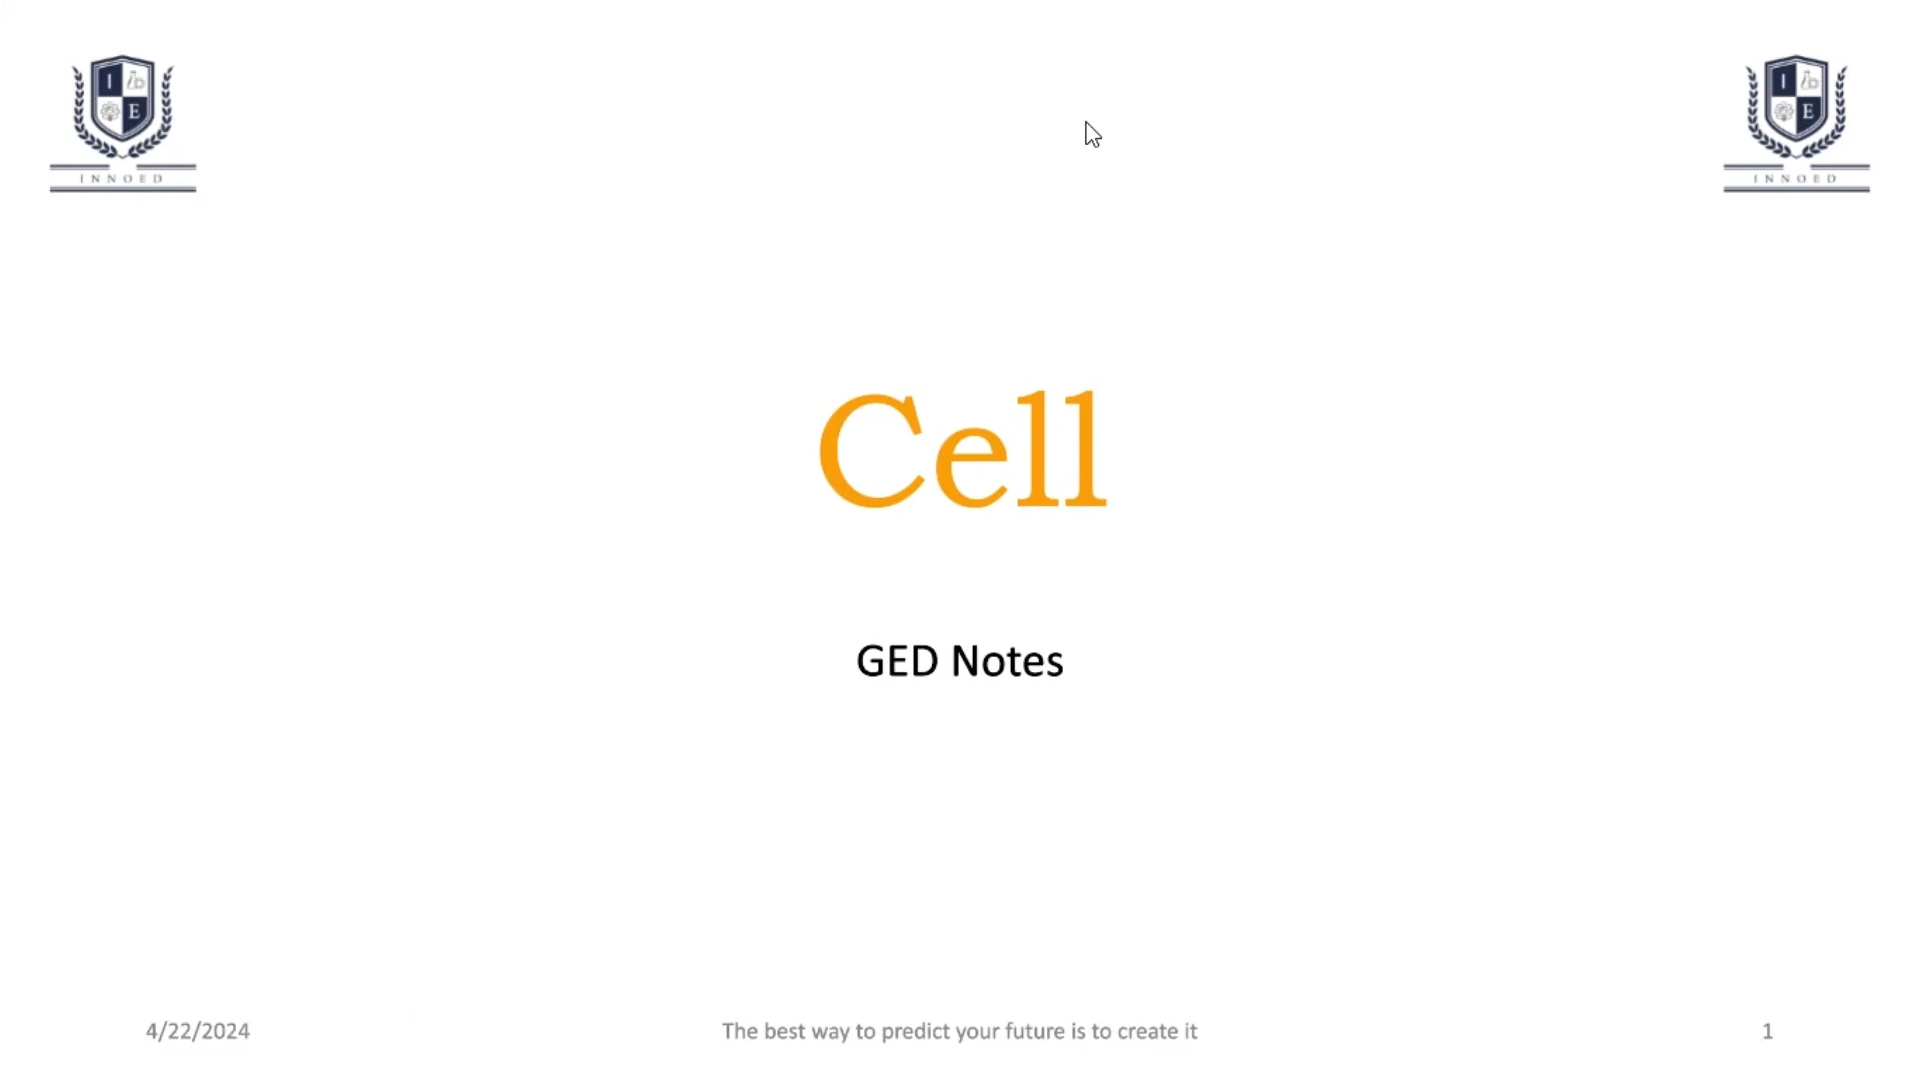 I
E
INNOED
I
E
INNOED
Cell
GED Notes
4/22/2024
The best way to predict your future is to create it
1